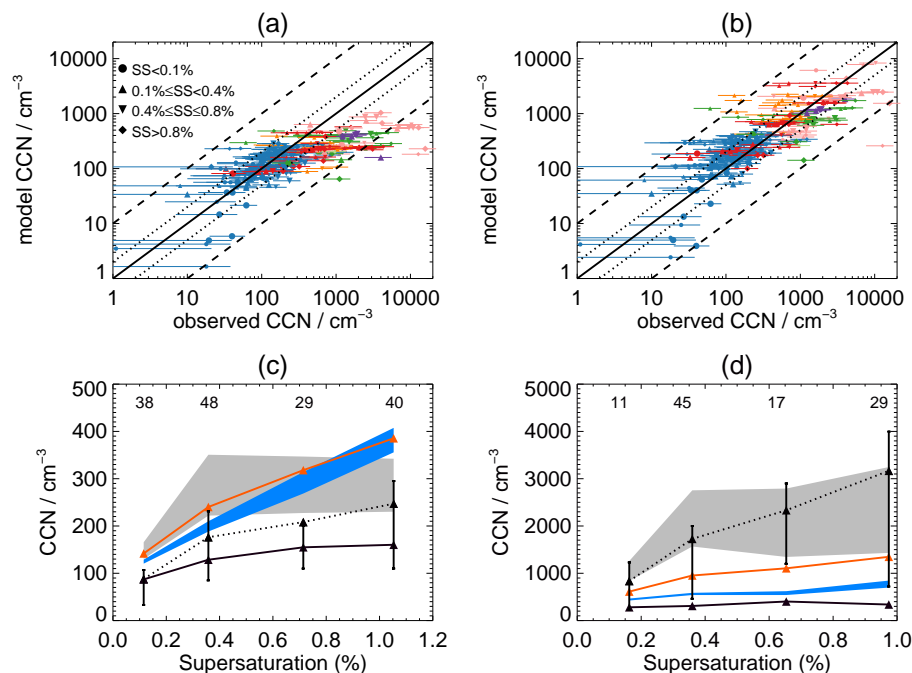 (a)
(b)
10000
1000
100
10
1
model CCN / cm⁻³
SS<0.1%
0.1%≤SS<0.4%
0.4%≤SS≤0.8%
SS>0.8%
1 10 100 1000 10000
observed CCN / cm⁻³
10000
1000
100
10
1
model CCN / cm⁻³
1 10 100 1000 10000
observed CCN / cm⁻³
(c)
(d)
500
400
300
200
100
0
CCN / cm⁻³
38 48 29 40
0.0 0.2 0.4 0.6 0.8 1.0 1.2
Supersaturation (%)
5000
4000
3000
2000
1000
0
CCN / cm⁻³
11 45 17 29
0.0 0.2 0.4 0.6 0.8 1.0
Supersaturation (%)